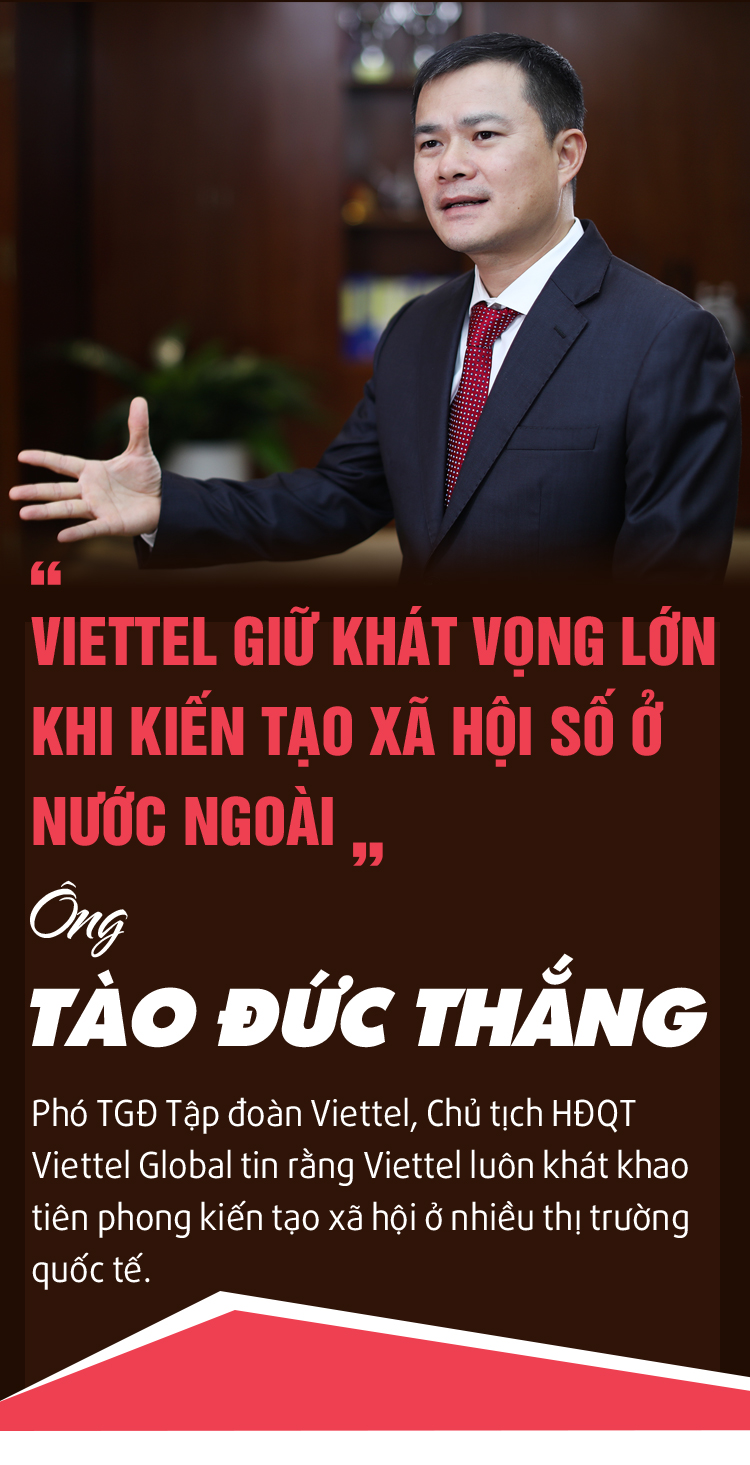 “
VIETTEL GIỮ KHÁT VỌNG LỚN
KHI KIẾN TẠO XÃ HỘI SỐ Ở
NƯỚC NGOÀI „
Ông
TÀO ĐỨC THẮNG
Phó TGĐ Tập đoàn Viettel, Chủ tịch HĐQT
Viettel Global tin rằng Viettel luôn khát khao
tiên phong kiến tạo xã hội ở nhiều thị trường
quốc tế.